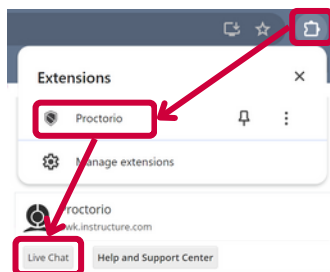 Extensions
Proctorio
Manage extensions
Proctorio
wk.instructure.com
Live Chat
Help and Support Center